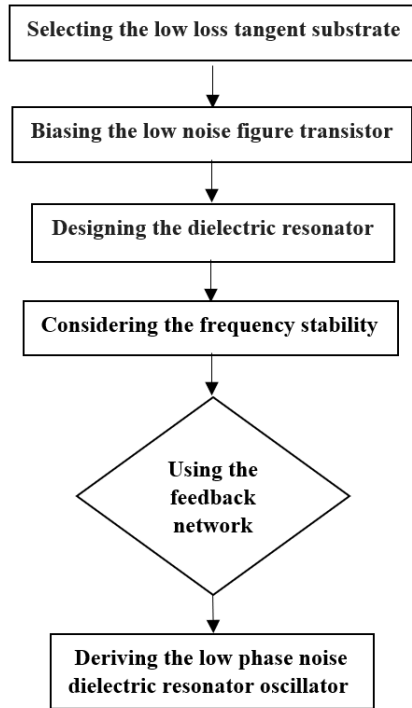 Selecting the low loss tangent substrate
Biasing the low noise figure transistor
Designing the dielectric resonator
Considering the frequency stability
Using the
feedback
network
Deriving the low phase noise
dielectric resonator oscillator